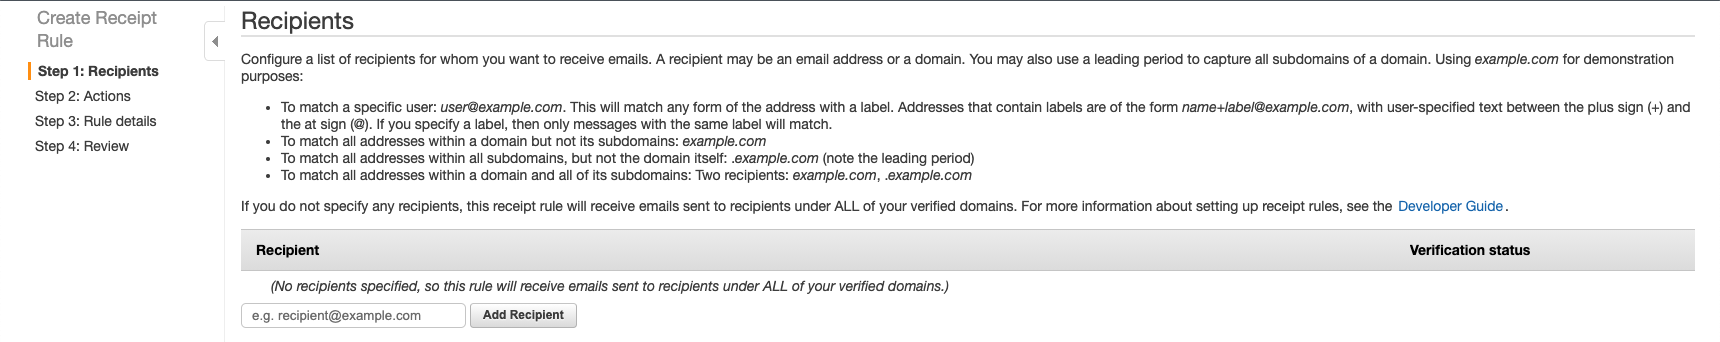 Create Receipt
Rule
Step 1: Recipients
Step 2: Actions
Step 3: Rule details
Step 4: Review
Recipients
Configure a list of recipients for whom you want to receive emails. A recipient may be an email address or a domain. You may also use a leading period to capture all subdomains of a domain. Using example.com for demonstration
purposes:
• To match a specific user: user@example.com. This will match any form of the address with a label. Addresses that contain labels are of the form name+label@example.com, with user-specified text between the plus sign (+) and
the at sign (@). If you specify a label, then only messages with the same label will match.
• To match all addresses within a domain but not its subdomains: example.com
• To match all addresses within all subdomains, but not the domain itself: .example.com (note the leading period)
• To match all addresses within a domain and all of its subdomains: Two recipients: example.com, .example.com
If you do not specify any recipients, this receipt rule will receive emails sent to recipients under ALL of your verified domains. For more information about setting up receipt rules, see the Developer Guide.
Recipient Verification status
(No recipients specified, so this rule will receive emails sent to recipients under ALL of your verified domains.)
e.g. recipient@example.com Add Recipient